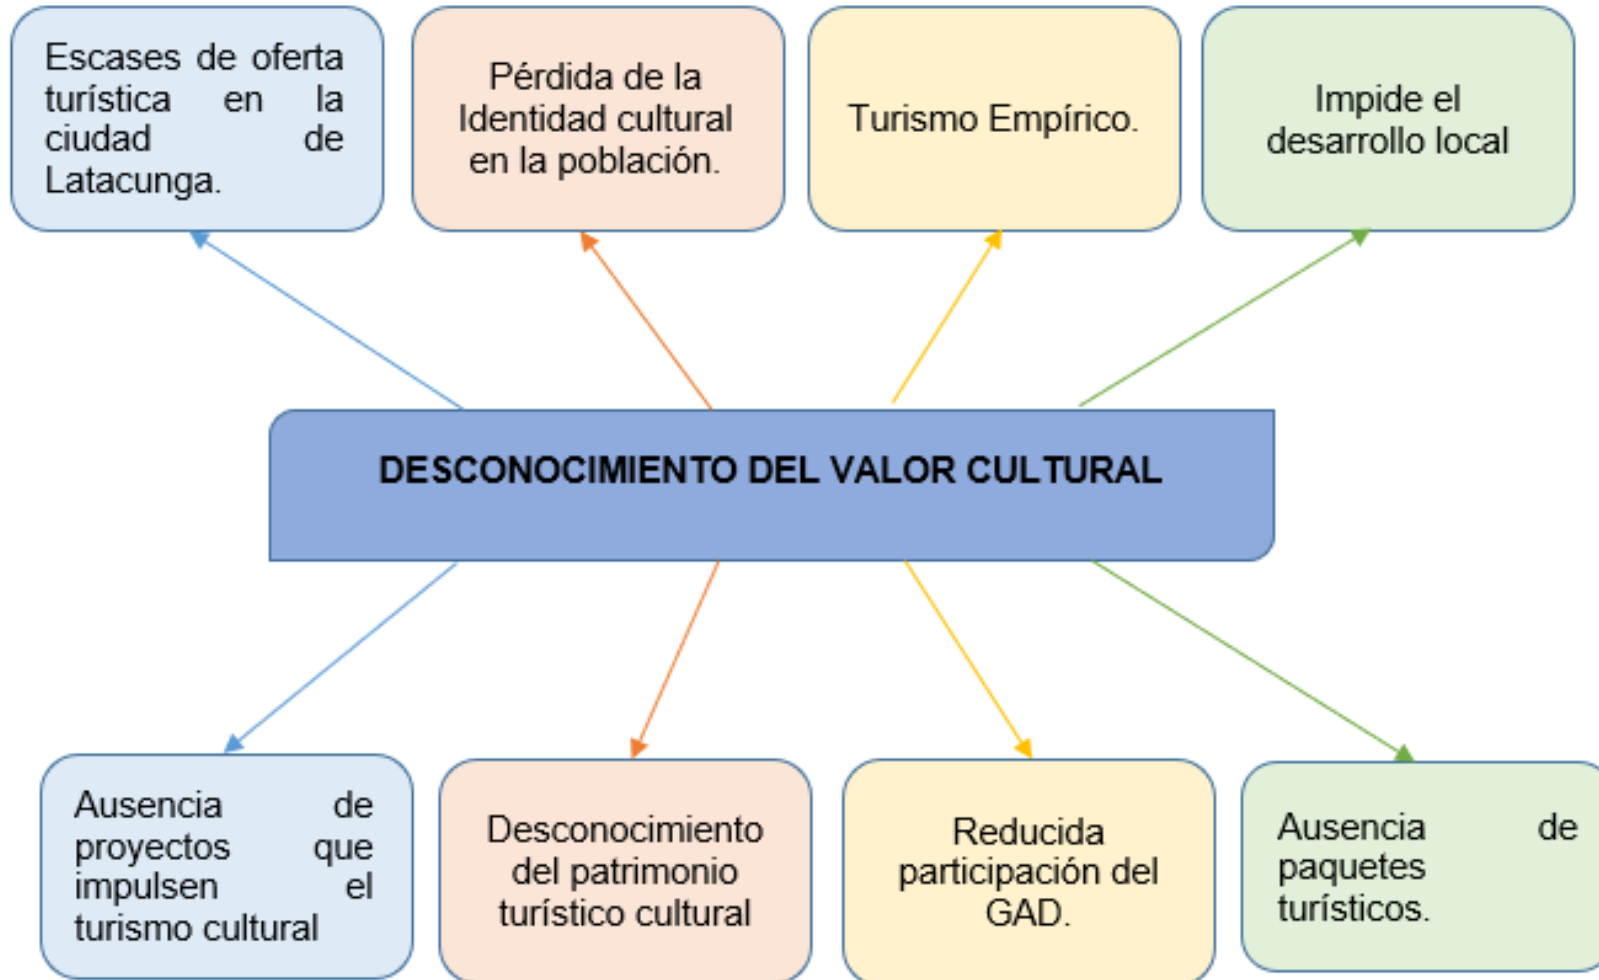 Escases de oferta
turística en la
ciudad de
Latacunga.
Pérdida de la
Identidad cultural
en la población.
Turismo Empírico.
Impide el
desarrollo local
DESCONOCIMIENTO DEL VALOR CULTURAL
Ausencia de
proyectos que
impulsen el
turismo cultural
Desconocimiento
del patrimonio
turístico cultural
Reducida
participación del
GAD.
Ausencia de
paquetes
turísticos.